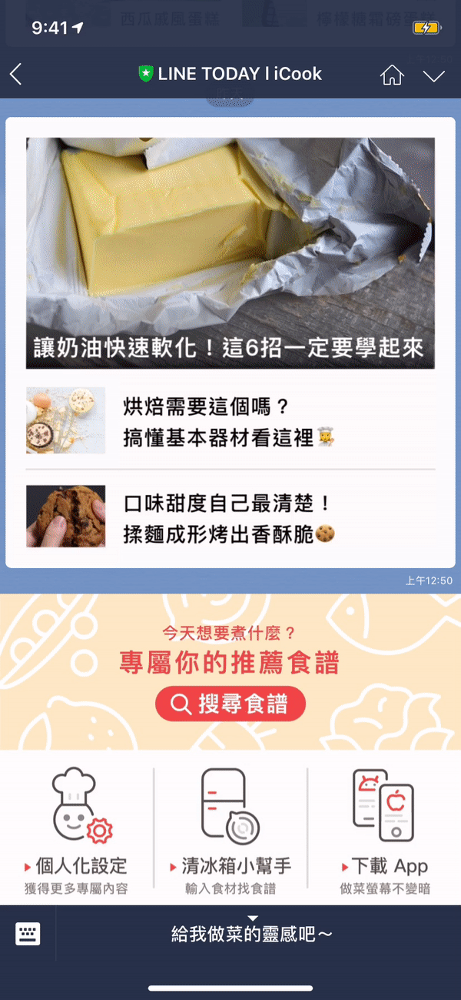 西瓜戚風蛋糕
檸檬糖霜磅蛋糕
9:41
LINE TODAY l iCook
讓奶油快速軟化！這6招一定要學起來
烘焙需要這個嗎？
搞懂基本器材看這裡👩‍🍳
口味甜度自己最清楚！
揉麵成形烤出香酥脆🍪
上午12:50
今天想要煮什麼？
專屬你的推薦食譜
搜尋食譜
個人化設定
獲得更多專屬內容
清冰箱小幫手
輸入食材找食譜
下載 App
做菜螢幕不變暗
給我做菜的靈感吧～